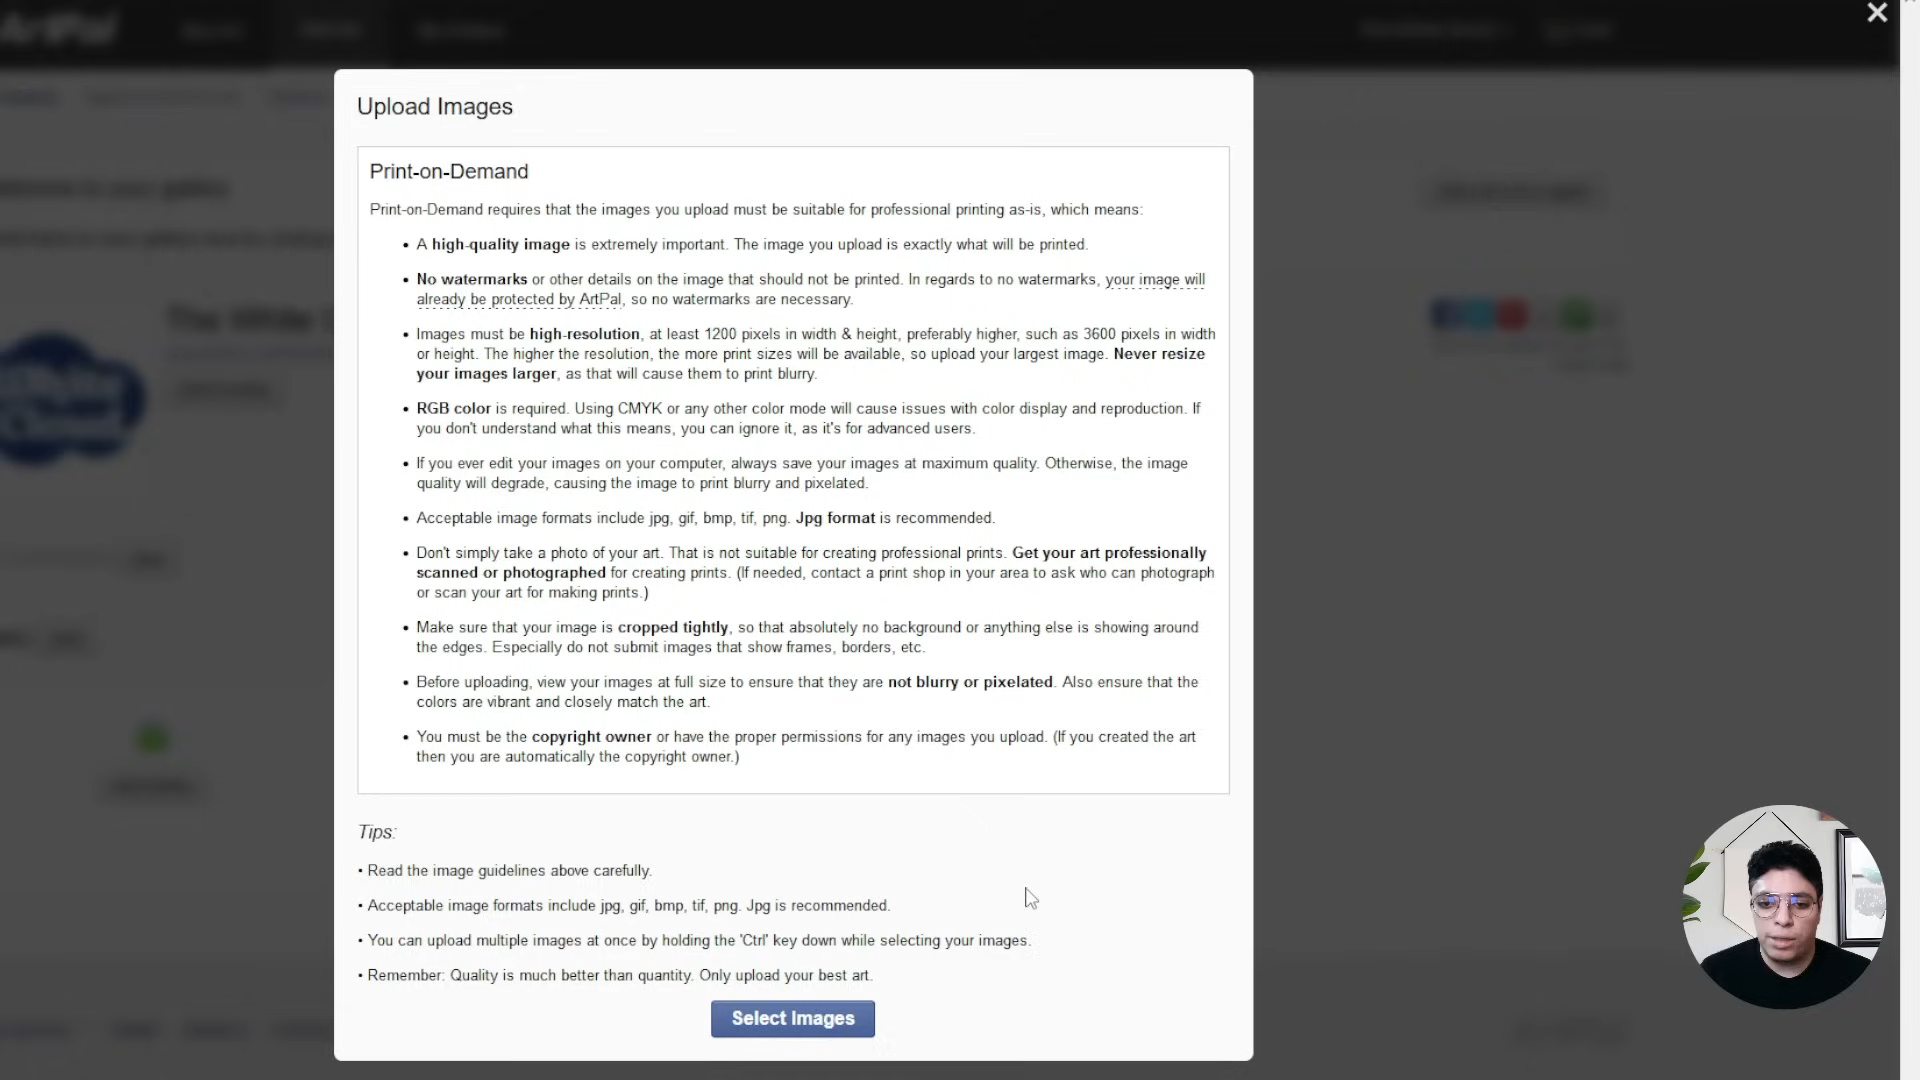 ArtPal
Upload Images
Print-on-Demand
Print-on-Demand requires that the images you upload must be suitable for professional printing as-is, which means:
• A high-quality image is extremely important. The image you upload is exactly what will be printed.
• No watermarks or other details on the image that should not be printed. In regards to no watermarks, your image will
already be protected by ArtPal, so no watermarks are necessary.
• Images must be high-resolution, at least 1200 pixels in width & height, preferably higher, such as 3600 pixels in width
or height. The higher the resolution, the more print sizes will be available, so upload your largest image. Never resize
your images larger, as that will cause them to print blurry.
• RGB color is required. Using CMYK or any other color mode will cause issues with color display and reproduction. If
you don't understand what this means, you can ignore it, as it's for advanced users.
• If you ever edit your images on your computer, always save your images at maximum quality. Otherwise, the image
quality will degrade, causing the image to print blurry and pixelated.
• Acceptable image formats include jpg, gif, bmp, tif, png. Jpg format is recommended.
• Don't simply take a photo of your art. That is not suitable for creating professional prints. Get your art professionally
scanned or photographed for creating prints. (If needed, contact a print shop in your area to ask who can photograph
or scan your art for making prints.)
• Make sure that your image is cropped tightly, so that absolutely no background or anything else is showing around
the edges. Especially do not submit images that show frames, borders, etc.
• Before uploading, view your images at full size to ensure that they are not blurry or pixelated. Also ensure that the
colors are vibrant and closely match the art.
• You must be the copyright owner or have the proper permissions for any images you upload. (If you created the art
then you are automatically the copyright owner.)
Tips:
• Read the image guidelines above carefully.
• Acceptable image formats include jpg, gif, bmp, tif, png. Jpg is recommended.
• You can upload multiple images at once by holding the 'Ctrl' key down while selecting your images.
• Remember: Quality is much better than quantity. Only upload your best art.
Select Images
The White
White
Cloud